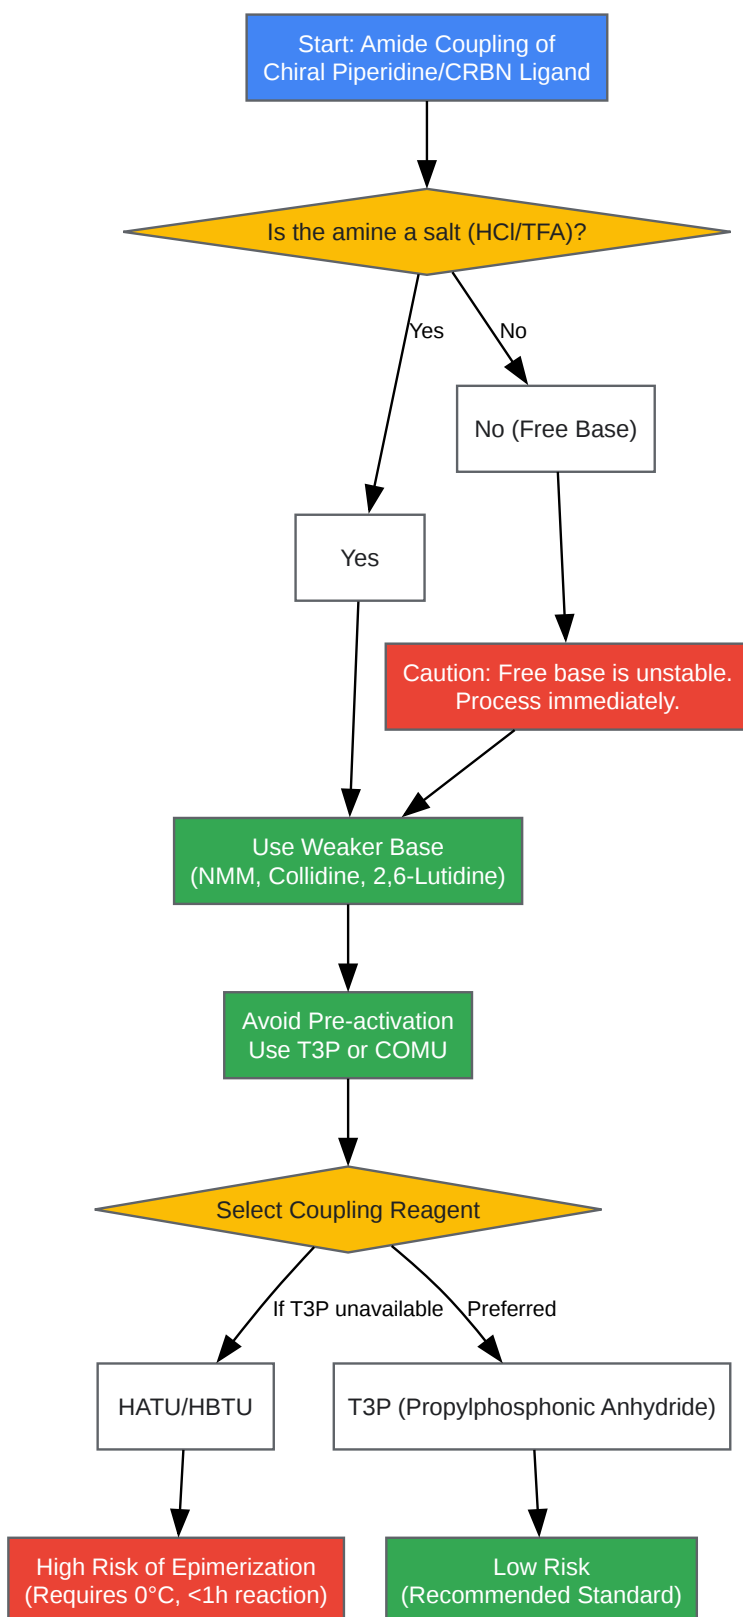 Start: Amide Coupling of
Chiral Piperidine/CRBN Ligand
Is the amine a salt (HCl/TFA)?
Yes
No
No (Free Base)
Yes
Caution: Free base is unstable.
Process immediately.
Use Weaker Base
(NMM, Collidine, 2,6-Lutidine)
Avoid Pre-activation
Use T3P or COMU
Select Coupling Reagent
If T3P unavailable
Preferred
HATU/HBTU
T3P (Propylphosphonic Anhydride)
High Risk of Epimerization
(Requires 0°C, <1h reaction)
Low Risk
(Recommended Standard)